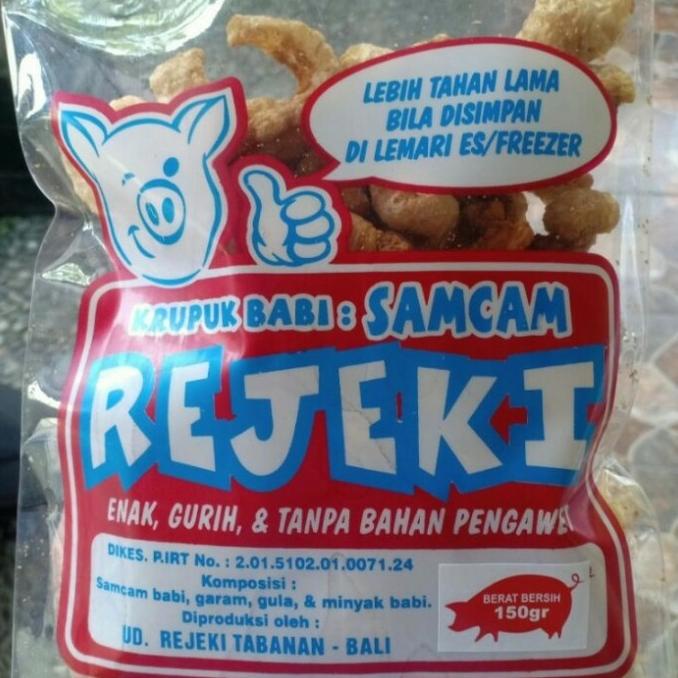 LEBIH TAHAN LAMA
BILA DISIMPAN
DI LEMARI ES/FREEZER
KRUPUK BABI : SAMCAM
REJEKI
ENAK, GURIH, & TANPA BAHAN
DIKES. P.IRT No. : 2.01.5102.01.0071.24
Komposisi :
Samcam babi, garam, gula, & minyak babi.
Diproduksi oleh :
UD. REJEKI TABANAN - BALI
BERAT BERSIH
150gr